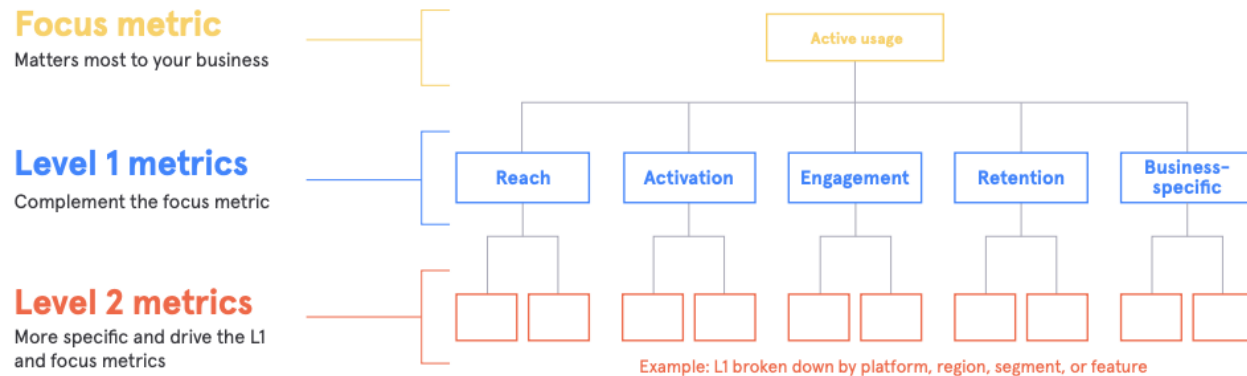 Focus metric
Matters most to your business
Active usage
Level 1 metrics
Complement the focus metric
Reach
Activation
Engagement
Retention
Business-
specific
Level 2 metrics
More specific and drive the L1
and focus metrics
Example: L1 broken down by platform, region, segment, or feature